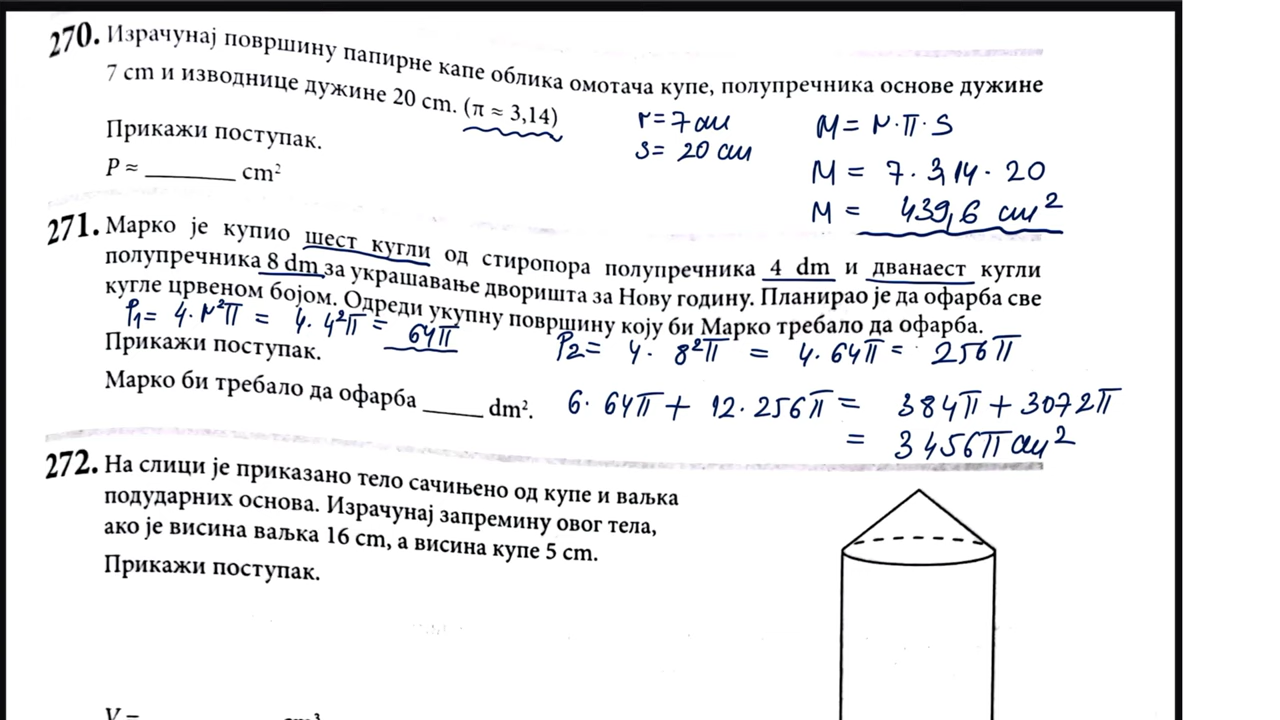 270. Израчунај површину папирне капе облика омотача купе, полупречника основе дужине
7 cm и изводнице дужине 20 cm. (π ≈ 3,14)
Прикажи поступак.
P ≈ ________ cm²
r = 7 cm
s = 20 cm
M = r · π · s
M = 7 · 3,14 · 20
M = 439,6 cm²
271. Марко је купио шест кугли од стиропора полупречника 4 dm и дванаест кугли
полупречника 8 dm за украшавање дворишта за Нову годину. Планирао је да офарба све
кугле црвеном бојом. Одреди укупну површину коју би Марко требало да офарба.
P₁ = 4 · r²π = 4 · 4²π = 64π
P₂ = 4 · 8²π = 4 · 64π = 256π
Прикажи поступак.
Марко би требало да офарба _____ dm².
6 · 64π + 12 · 256π = 384π + 3072π
= 3456π cm²
272. На слици је приказано тело сачињено од купе и ваљка
подударних основа. Израчунај запремину овог тела,
ако је висина ваљка 16 cm, а висина купе 5 cm.
Прикажи поступак.
V = cm³